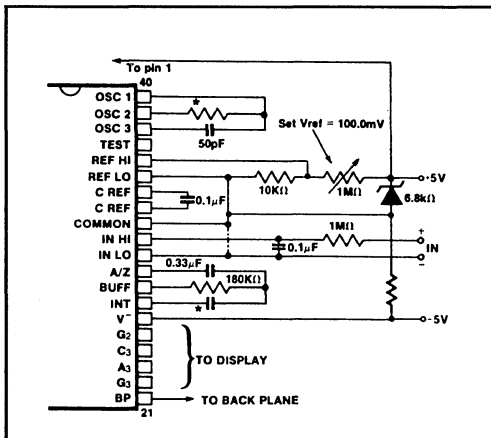 To pin 1
40
OSC 1
OSC 2
*
OSC 3
50pF
Set Vref = 100.0mV
TEST
REF HI
REF LO
10KΩ
1MΩ
+5V
C REF
0.1μF
6.8kΩ
C REF
COMMON
1MΩ
IN HI
0.1μF
+
IN
IN LO
−
A/Z
0.33μF
BUFF
180KΩ
INT
*
V−
-5V
G2
C3
TO DISPLAY
A3
G3
BP
TO BACK PLANE
21